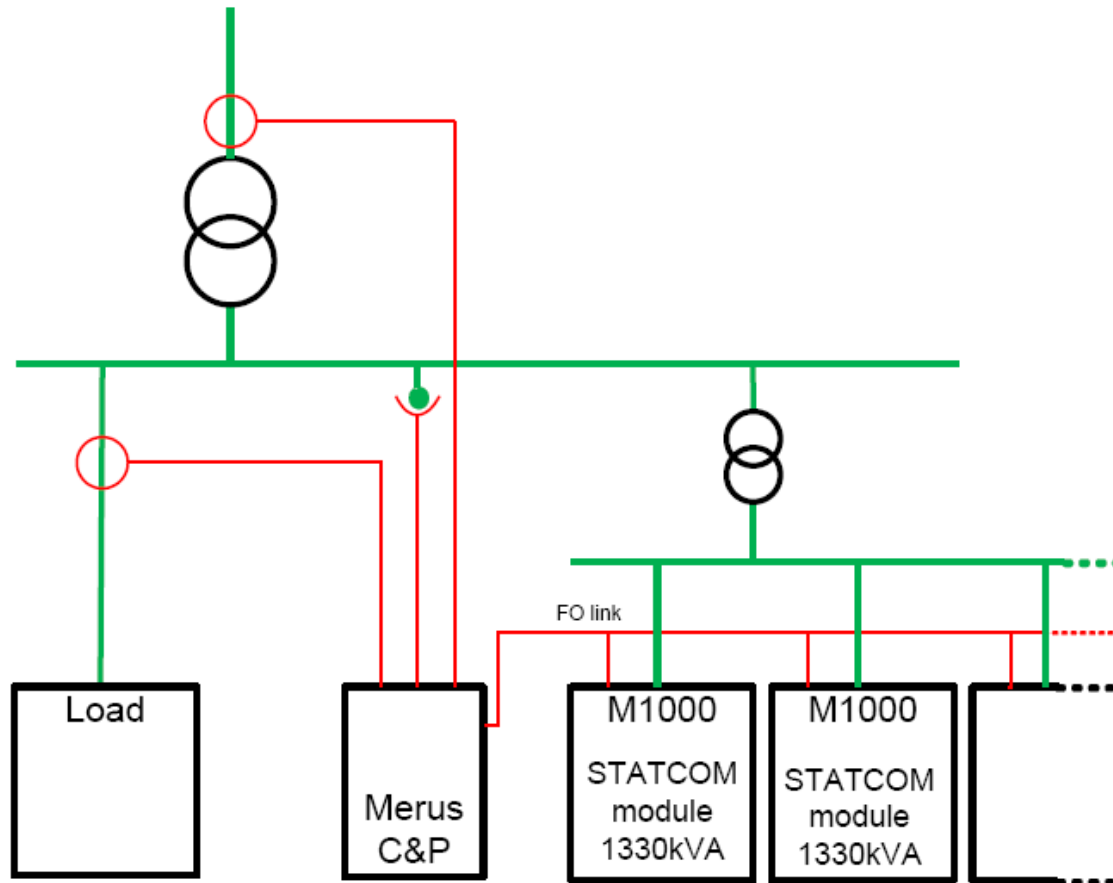 FO link
Load
Merus
C&P
M1000
STATCOM
module
1330kVA
M1000
STATCOM
module
1330kVA